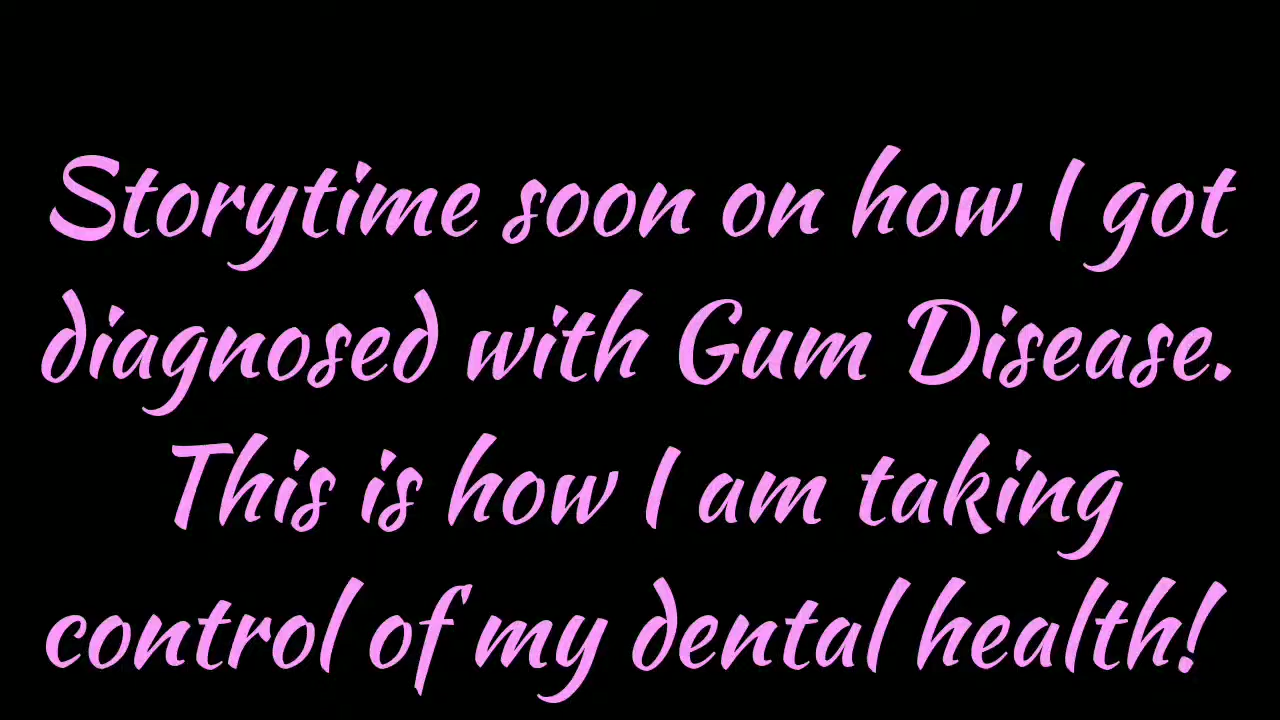 Storytime soon on how I got
diagnosed with Gum Disease.
This is how I am taking
control of my dental health!